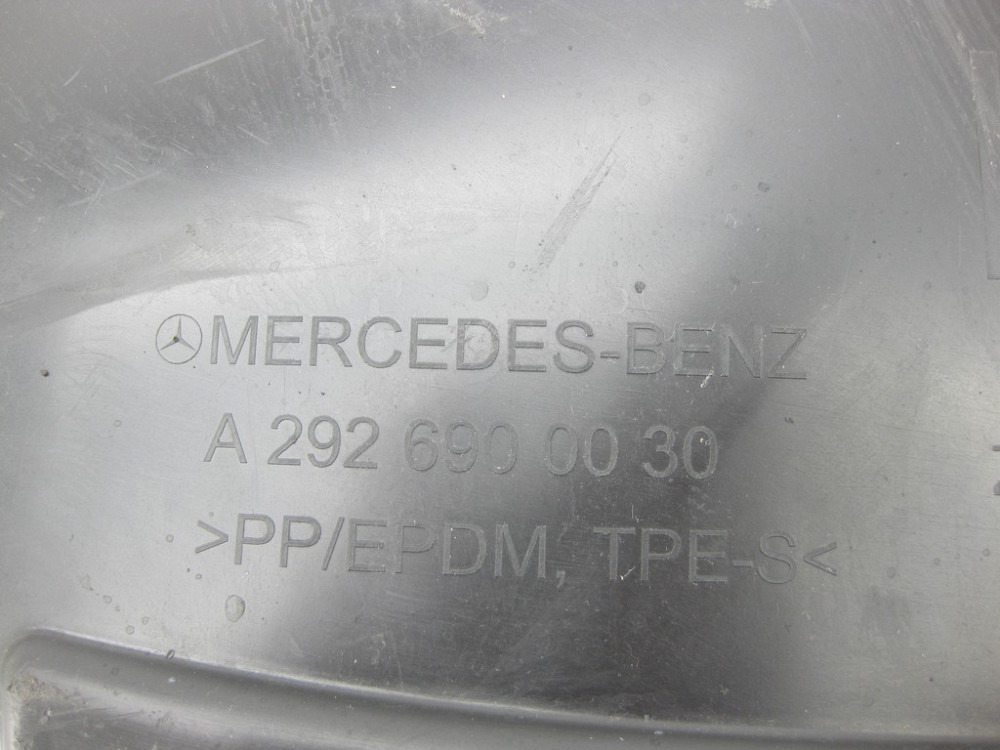 MERCEDES-BENZ
A 292 690 00 30
>PP/EPDM, TPE-S<